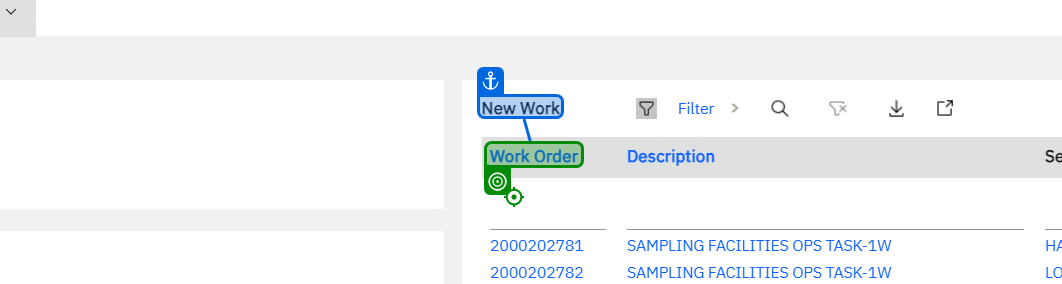 New Work
Filter
Work Order Description Se
2000202781 SAMPLING FACILITIES OPS TASK-1W HA
2000202782 SAMPLING FACILITIES OPS TASK-1W LO